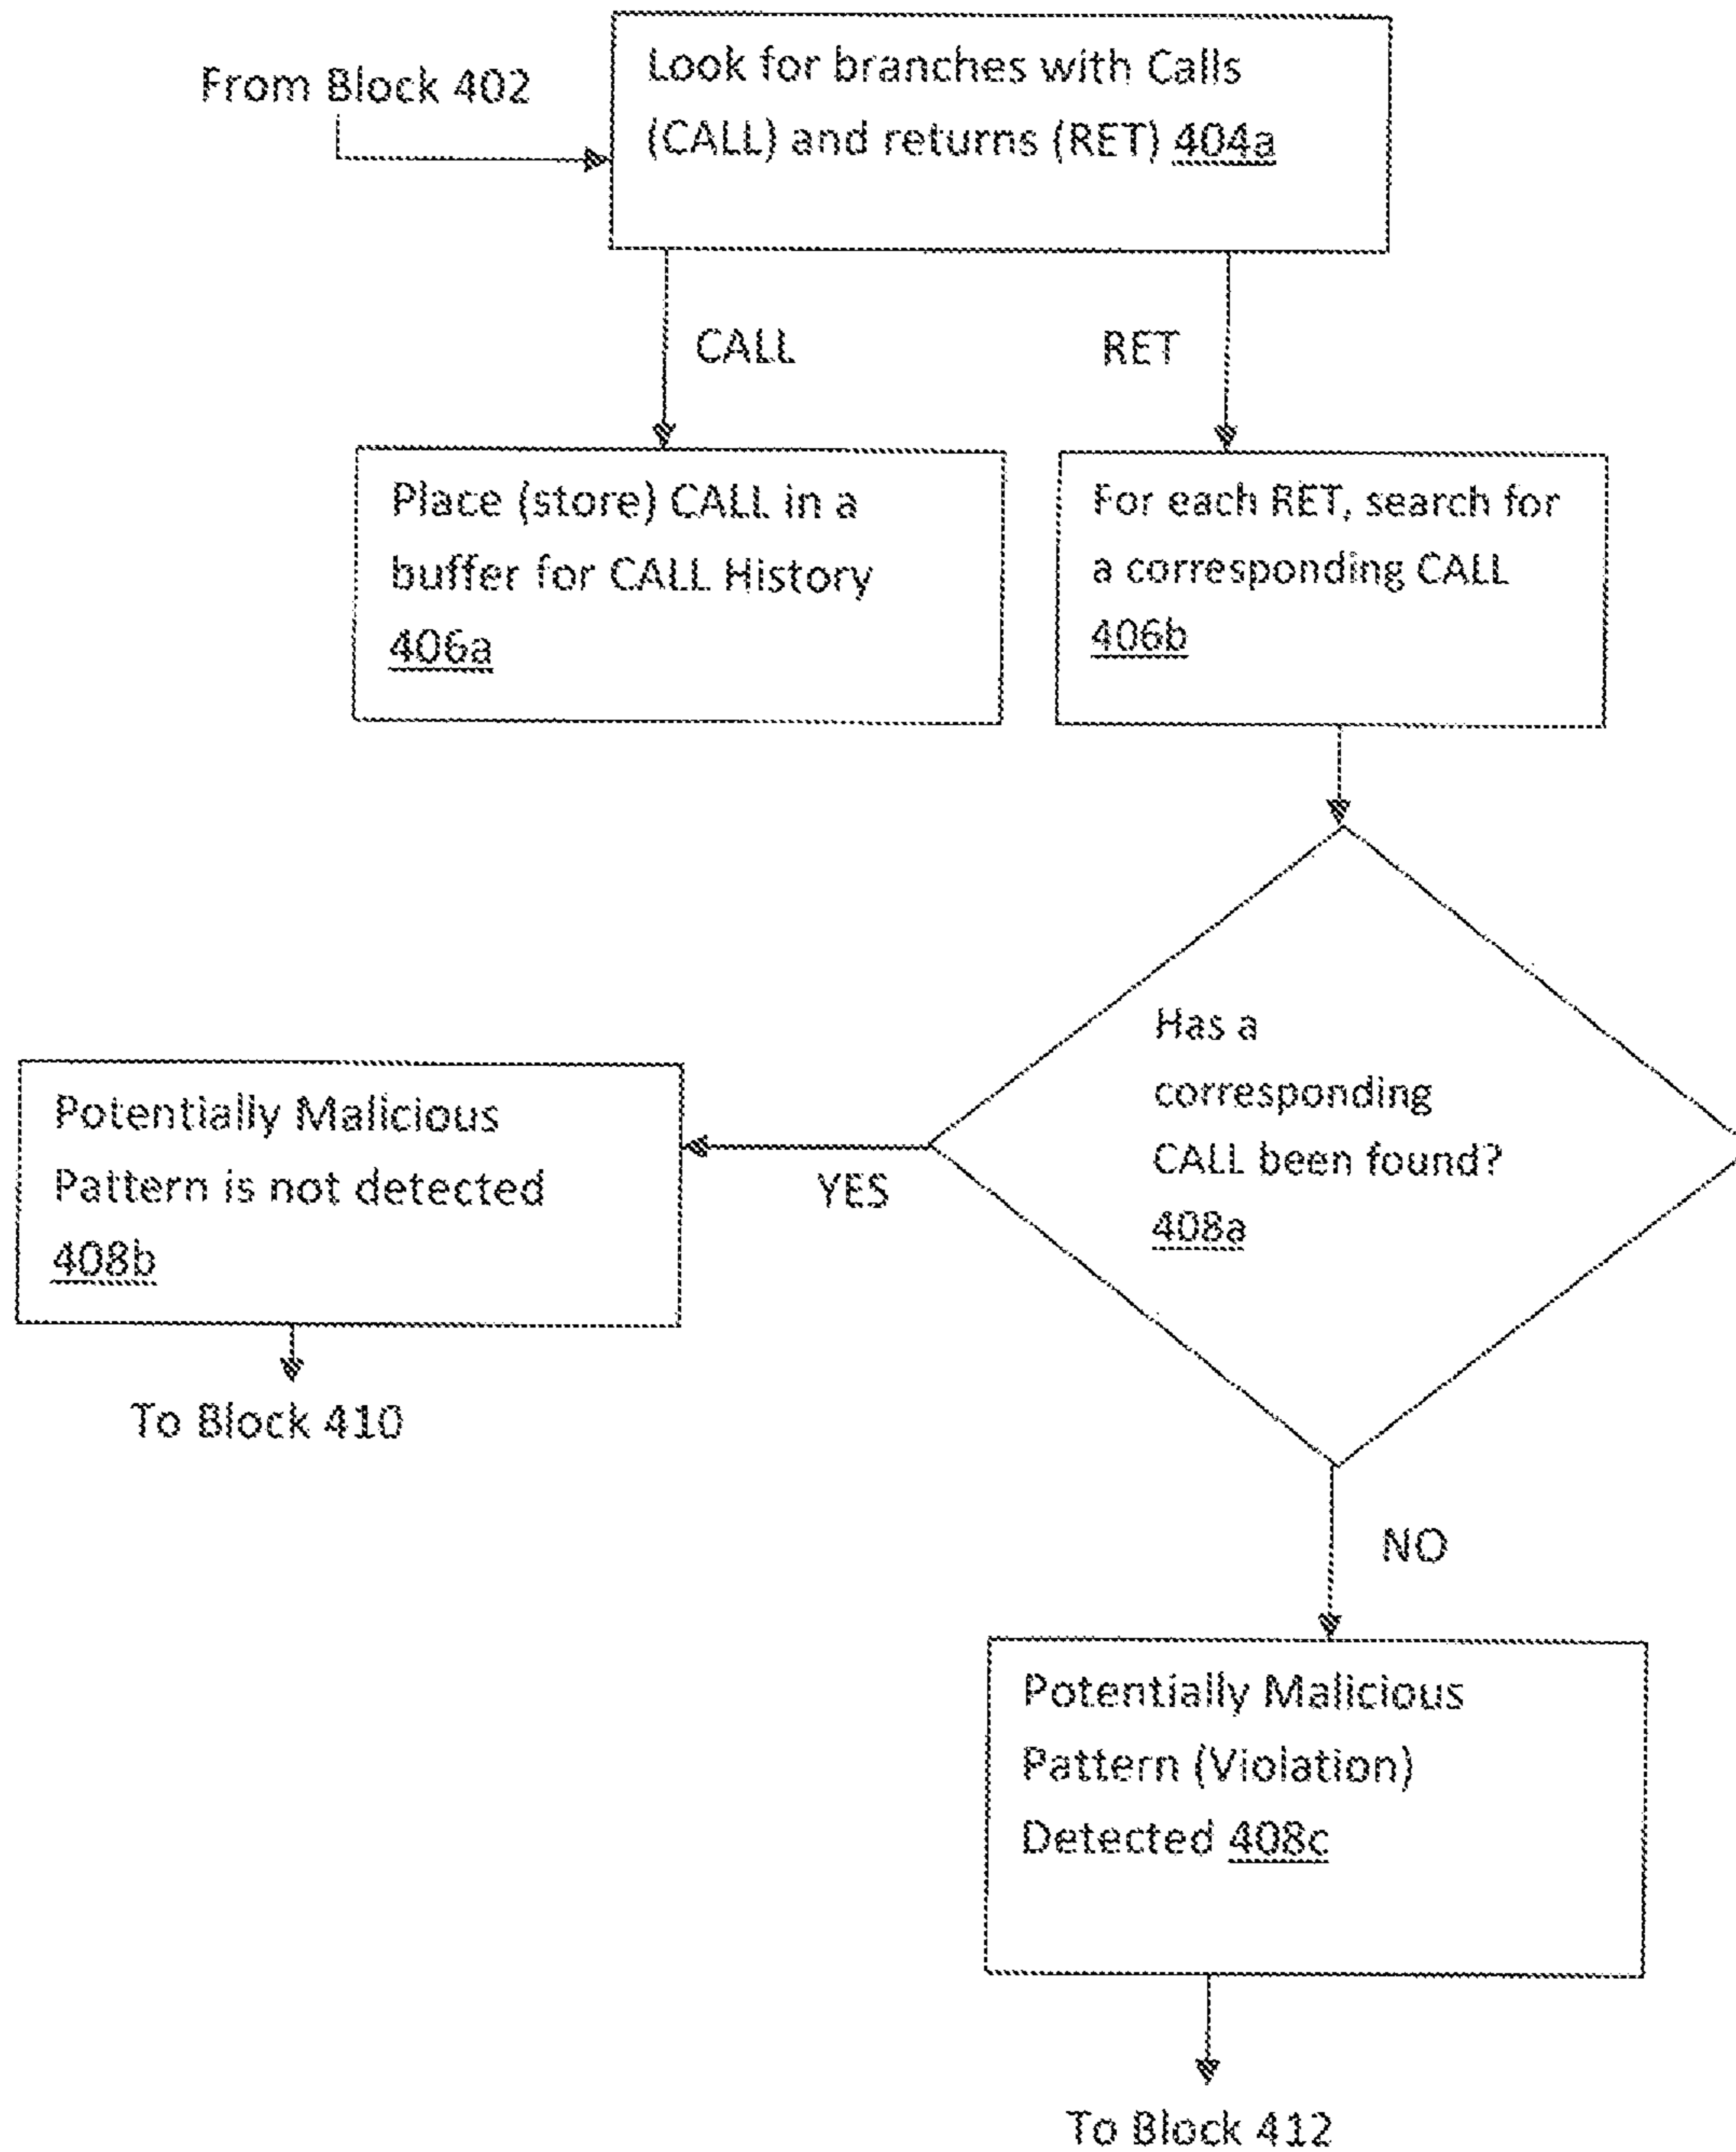 From Block 402
Look for branches with Calls
(CALL) and returns (RET) 404a
CALL
RET
Place (store) CALL in a
buffer for CALL History
406a
For each RET, search for
a corresponding CALL
406b
Has a
corresponding
CALL been found?
408a
YES
Potentially Malicious
Pattern is not detected
408b
To Block 410
NO
Potentially Malicious
Pattern (Violation)
Detected 408c
To Block 412